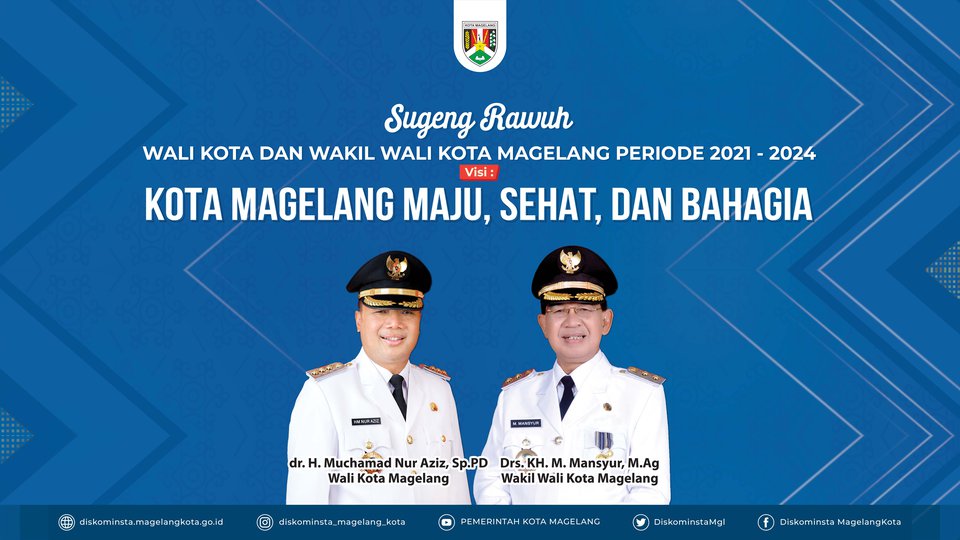 KOTA MAGELANG
Sugeng Rawuh
WALI KOTA DAN WAKIL WALI KOTA MAGELANG PERIODE 2021 - 2024
Visi :
KOTA MAGELANG MAJU, SEHAT, DAN BAHAGIA
HM.NUR AZIZ
M. MANSYUR
dr. H. Muchamad Nur Aziz, Sp.PD
Wali Kota Magelang
Drs. KH. M. Mansyur, M.Ag
Wakil Wali Kota Magelang
diskominsta.magelangkota.go.id
diskominsta_magelang_kota
PEMERINTAH KOTA MAGELANG
DiskominstaMgl
Diskominsta MagelangKota